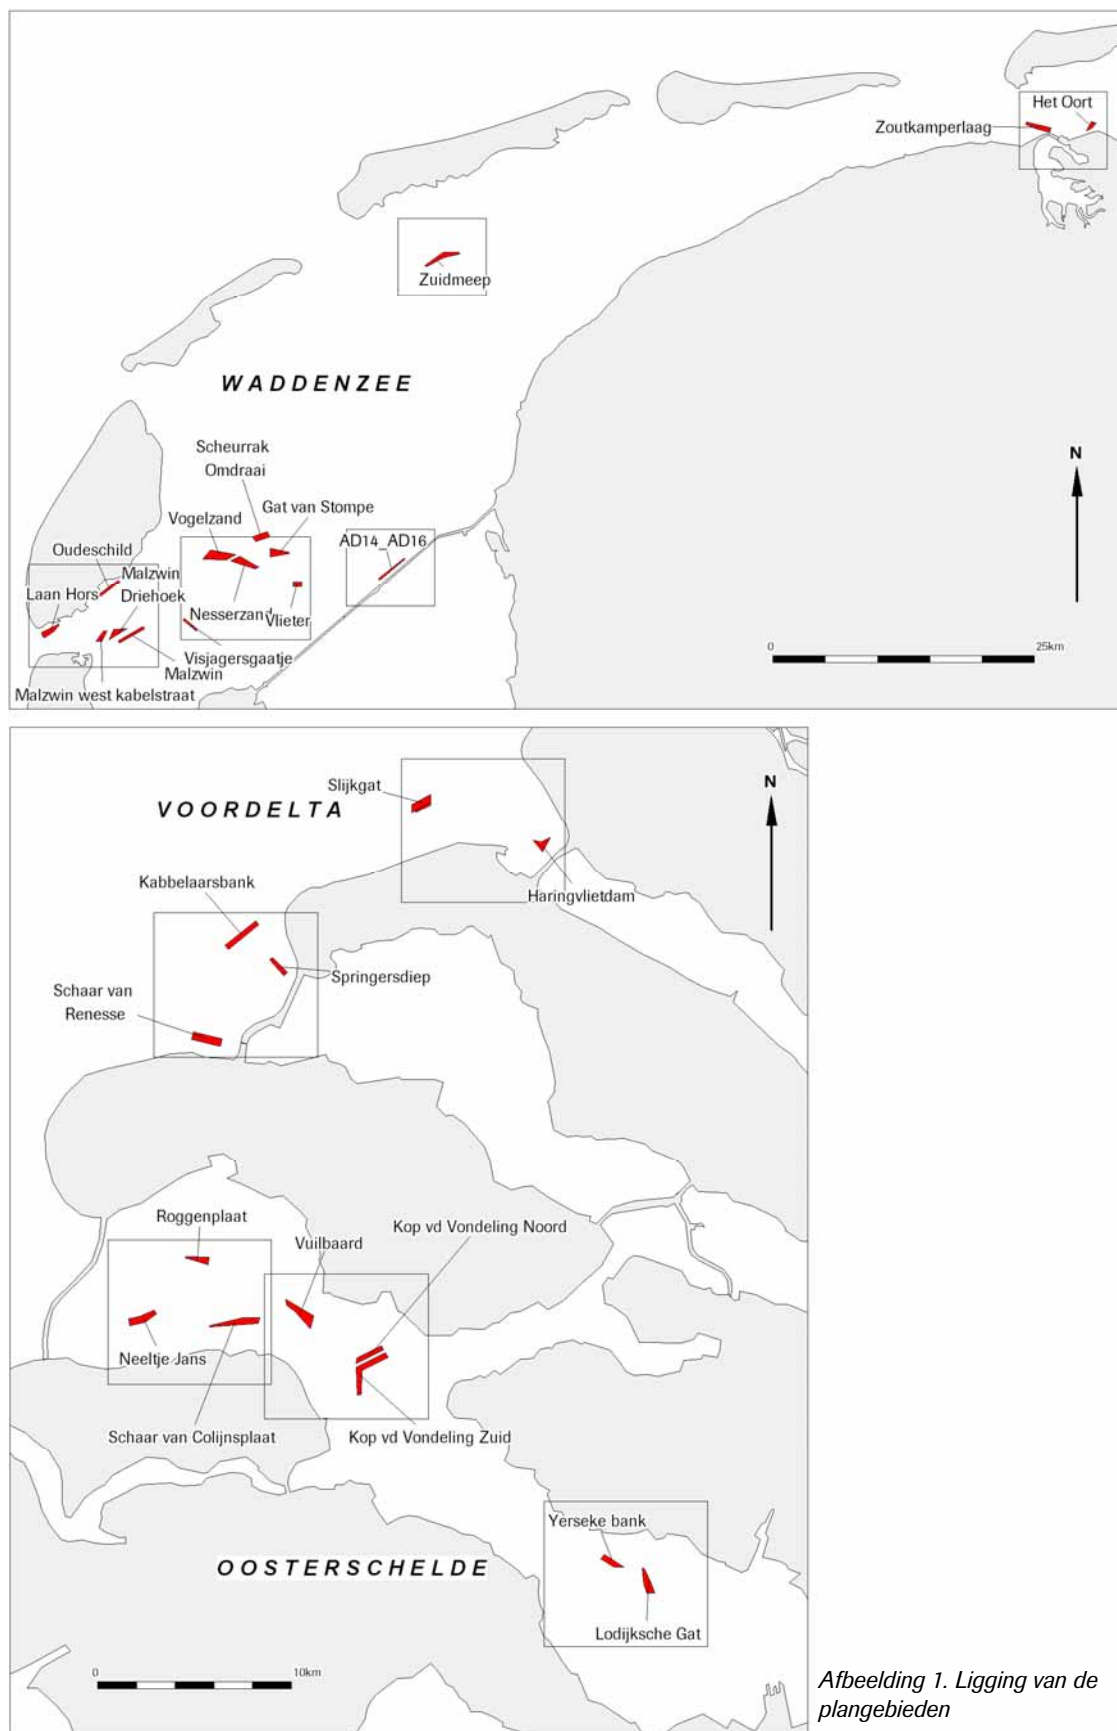 Het Oort
Zoutkamperlaag
Zuidmeep
WADDENZEE
Scheurrak
Omdraai
Gat van Stompe
Vogelzand
AD14_AD16
Oudeschild
Malzwin
Driehoek
Laan Hors
Nesserzand
Vlieter
Visjagersgaatje
Malzwin
Malzwin west kabelstraat
N
0 25km
VOORDELTA
Slijkgat
N
Haringvlietdam
Kabbelaarsbank
Springersdiep
Schaar van
Renesse
Roggenplaat
Kop vd Vondeling Noord
Vuilbaard
Neeltje Jans
Schaar van Colijnsplaat
Kop vd Vondeling Zuid
Yerseke bank
OOSTERSCHELDE
Lodijksche Gat
0 10km
Afbeelding 1. Ligging van de
plangebieden